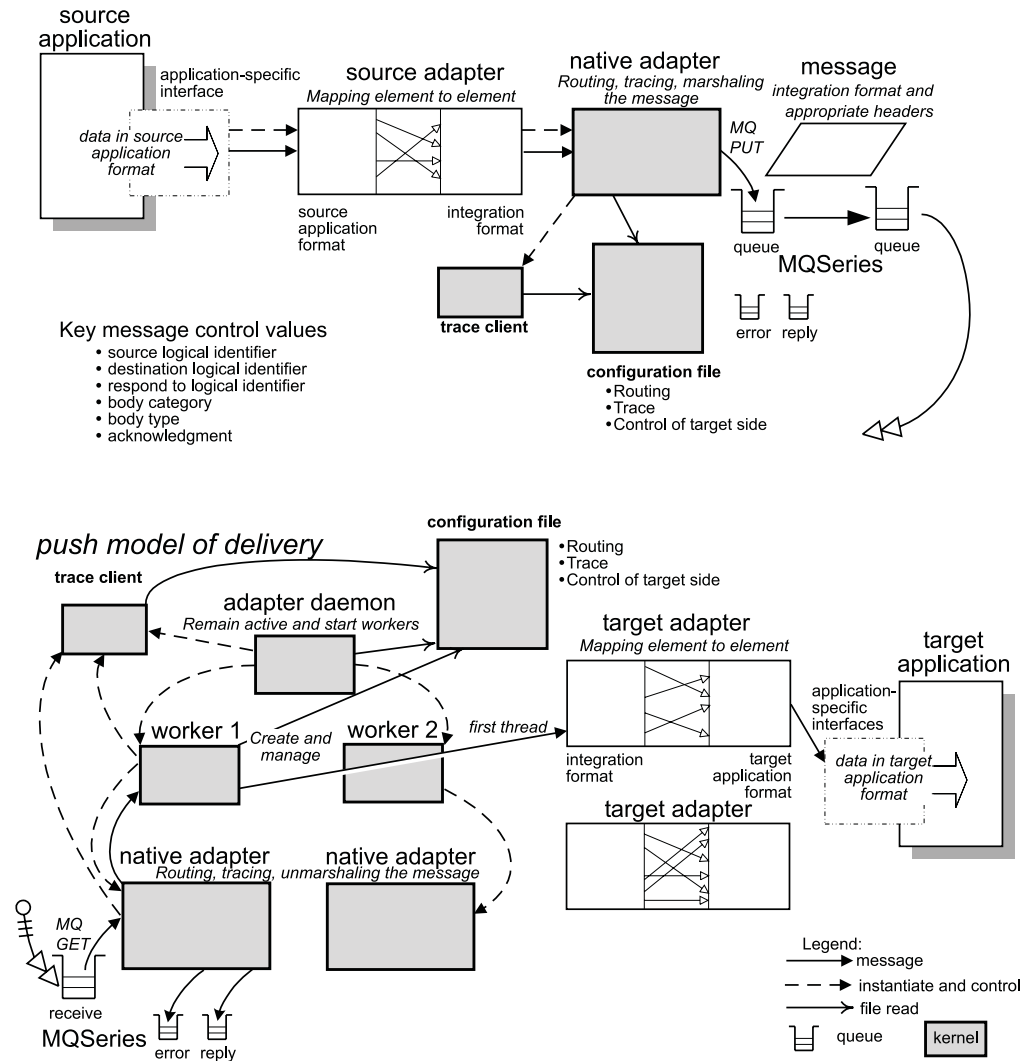 source
application
application-specific
interface
data in source
application
format
source adapter
Mapping element to element
source
application
format
integration
format
native adapter
Routing, tracing, marshaling
the message
MQ
PUT
message
integration format and
appropriate headers
queue
queue
MQSeries
error
reply
trace client
configuration file
• Routing
• Trace
• Control of target side
Key message control values
• source logical identifier
• destination logical identifier
• respond to logical identifier
• body category
• body type
• acknowledgment
push model of delivery
trace client
configuration file
• Routing
• Trace
• Control of target side
adapter daemon
Remain active and start workers
worker 1
Create and
manage
worker 2
first thread
target adapter
Mapping element to element
integration
format
target
application
format
target adapter
application-
specific
interfaces
target
application
data in target
application
format
native adapter
native adapter
Routing, tracing, unmarshaling the message
MQ
GET
receive
MQSeries
error
reply
Legend:
message
instantiate and control
file read
queue
kernel